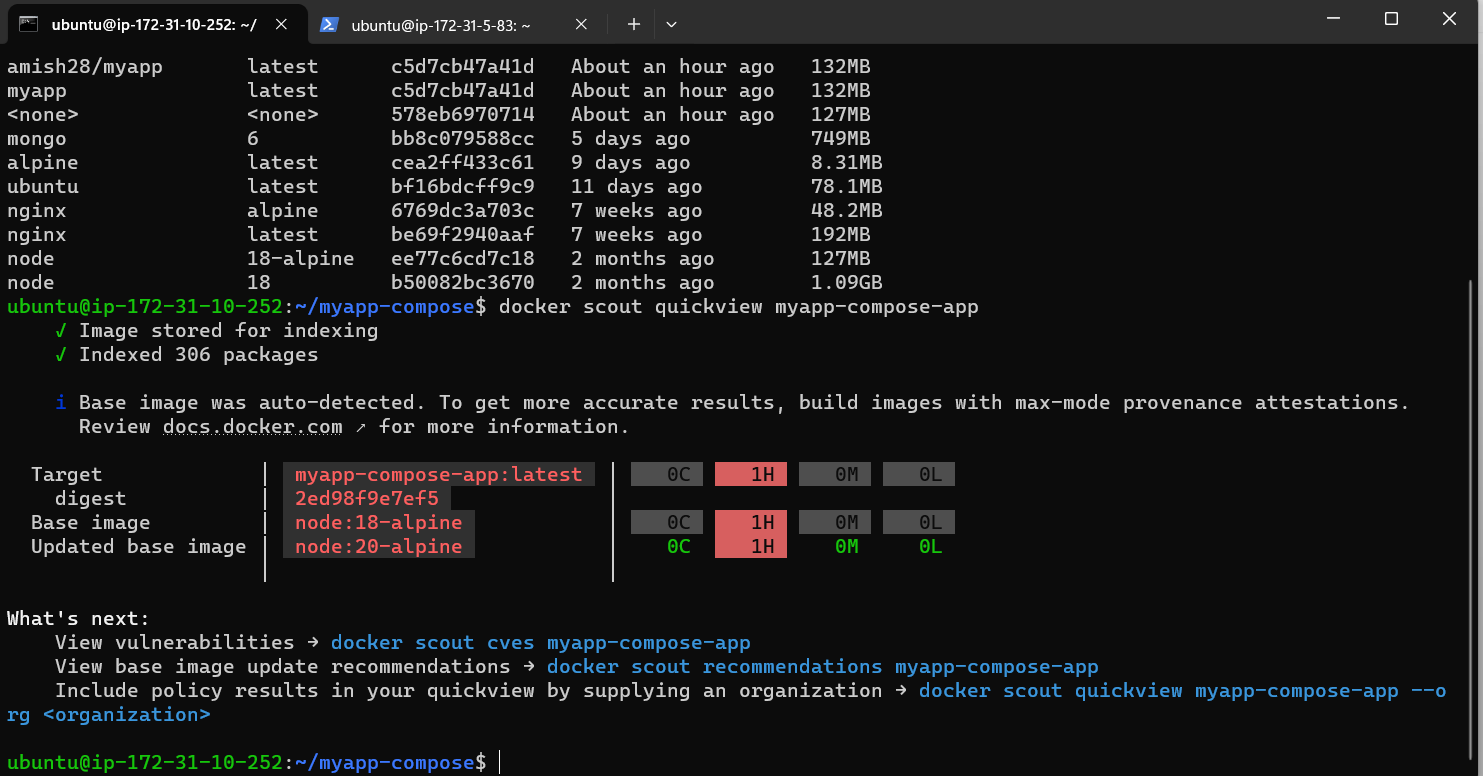 ubuntu@ip-172-31-10-252: ~/ ubuntu@ip-172-31-5-83: ~
amish28/myapp latest c5d7cb47a41d About an hour ago 132MB
myapp latest c5d7cb47a41d About an hour ago 132MB
<none> <none> 578eb6970714 About an hour ago 127MB
mongo 6 bb8c079588cc 5 days ago 749MB
alpine latest cea2ff433c61 9 days ago 8.31MB
ubuntu latest bf16bdcff9c9 11 days ago 78.1MB
nginx alpine 6769dc3a703c 7 weeks ago 48.2MB
nginx latest be69f2940aaf 7 weeks ago 192MB
node 18-alpine ee77c6cd7c18 2 months ago 127MB
node 18 b50082bc3670 2 months ago 1.09GB
ubuntu@ip-172-31-10-252:~/myapp-compose$ docker scout quickview myapp-compose-app
✓ Image stored for indexing
✓ Indexed 306 packages
i Base image was auto-detected. To get more accurate results, build images with max-mode provenance attestations.
Review docs.docker.com ↗ for more information.
Target │ myapp-compose-app:latest │ 0C 1H 0M 0L
digest │ 2ed98f9e7ef5 │
Base image │ node:18-alpine │ 0C 1H 0M 0L
Updated base image │ node:20-alpine │ 0C 1H 0M 0L
What's next:
View vulnerabilities → docker scout cves myapp-compose-app
View base image update recommendations → docker scout recommendations myapp-compose-app
Include policy results in your quickview by supplying an organization → docker scout quickview myapp-compose-app --o
rg <organization>
ubuntu@ip-172-31-10-252:~/myapp-compose$